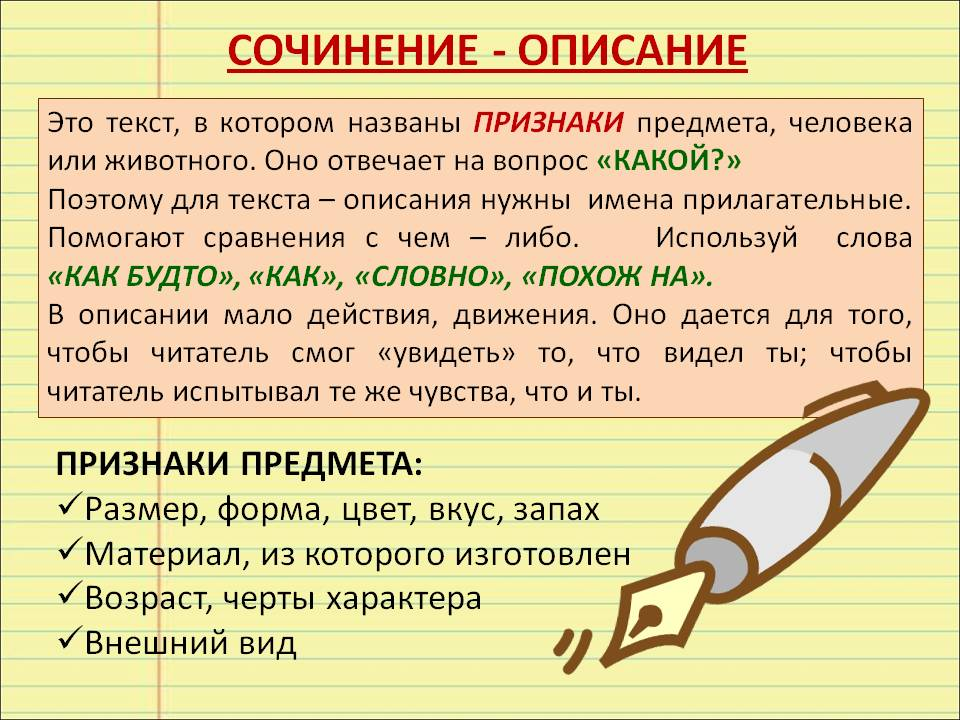 СОЧИНЕНИЕ - ОПИСАНИЕ
Это текст, в котором названы ПРИЗНАКИ предмета, человека
или животного. Оно отвечает на вопрос «КАКОЙ?»
Поэтому для текста – описания нужны имена прилагательные.
Помогают сравнения с чем – либо. Используй слова
«КАК БУДТО», «КАК», «СЛОВНО», «ПОХОЖ НА».
В описании мало действия, движения. Оно дается для того,
чтобы читатель смог «увидеть» то, что видел ты; чтобы
читатель испытывал те же чувства, что и ты.
ПРИЗНАКИ ПРЕДМЕТА:
✓Размер, форма, цвет, вкус, запах
✓Материал, из которого изготовлен
✓Возраст, черты характера
✓Внешний вид